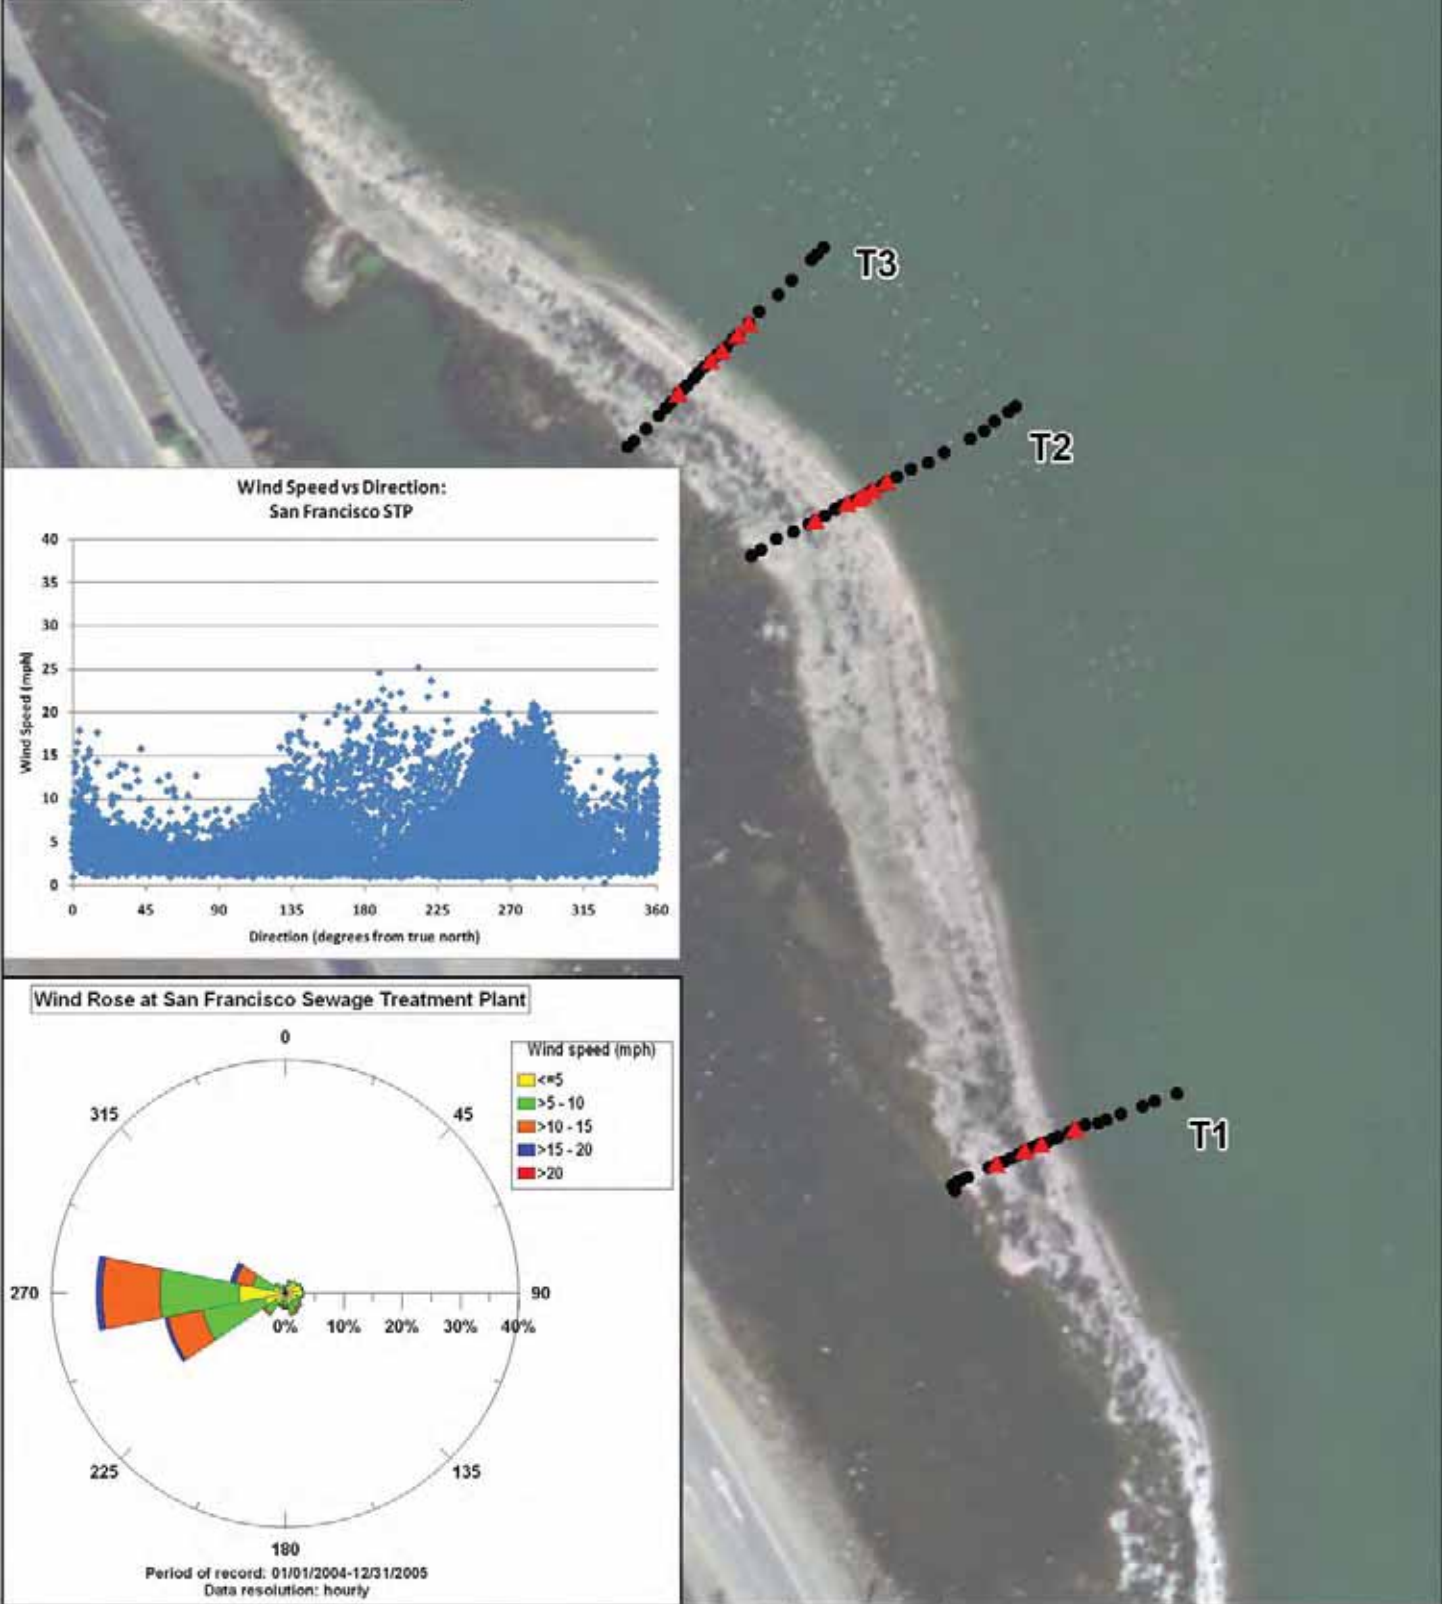 T3
T2
T1
Wind Speed vs Direction:
San Francisco STP
Wind Speed (mph)
40
35
30
25
20
15
10
5
0
0 45 90 135 180 225 270 315 360
Direction (degrees from true north)
Wind Rose at San Francisco Sewage Treatment Plant
Wind speed (mph)
<=5
>5 - 10
>10 - 15
>15 - 20
>20
0
45
90
135
180
225
270
315
0% 10% 20% 30% 40%
Period of record: 01/01/2004-12/31/2005
Data resolution: hourly